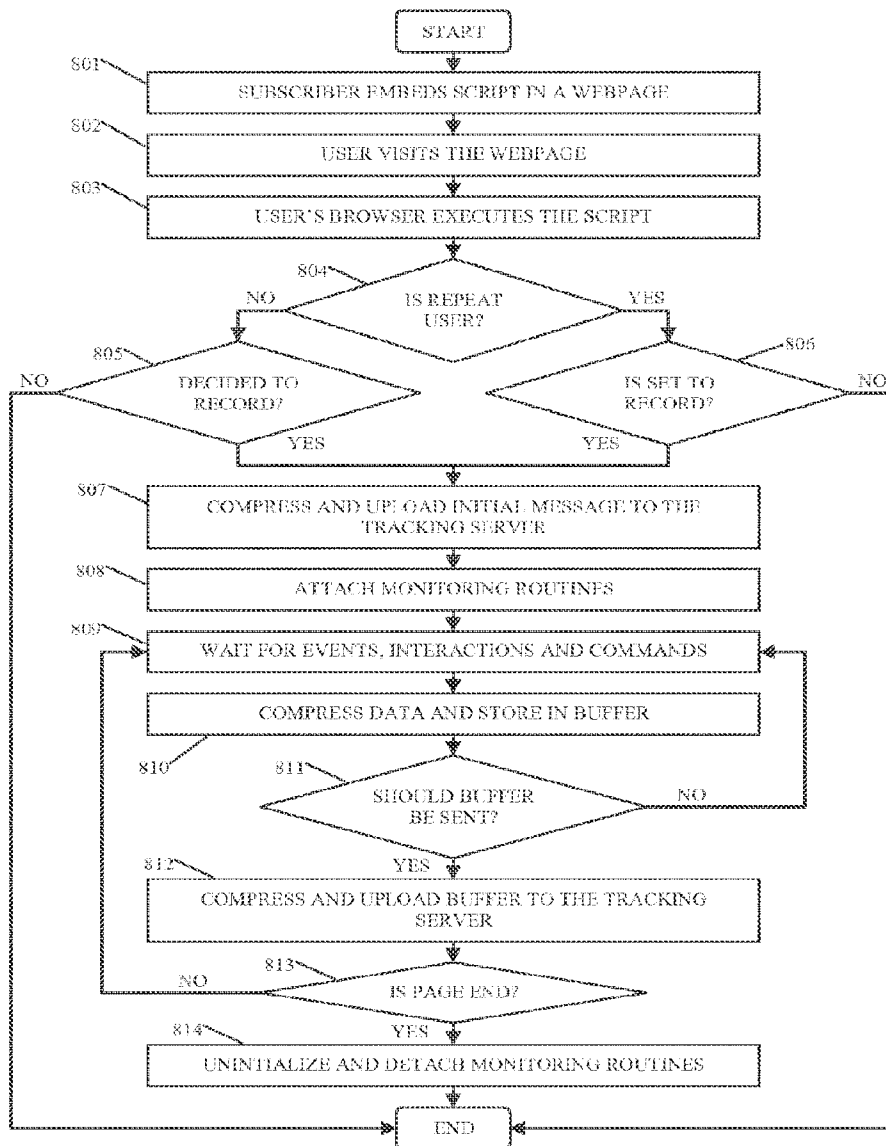 START
801
SUBSCRIBER EMBEDS SCRIPT IN A WEBPAGE
802
USER VISITS THE WEBPAGE
803
USER'S BROWSER EXECUTES THE SCRIPT
804
NO
IS REPEAT
USER?
YES
805
806
NO
DECIDED TO
RECORD?
IS SET TO
RECORD?
NO
YES
YES
807
COMPRESS AND UPLOAD INITIAL MESSAGE TO THE
TRACKING SERVER
808
ATTACH MONITORING ROUTINES
809
WAIT FOR EVENTS, INTERACTIONS AND COMMANDS
COMPRESS DATA AND STORE IN BUFFER
810
811
SHOULD BUFFER
BE SENT?
NO
YES
812
COMPRESS AND UPLOAD BUFFER TO THE TRACKING
SERVER
813
NO
IS PAGE END?
YES
814
UNINTIALIZE AND DETACH MONITORING ROUTINES
END